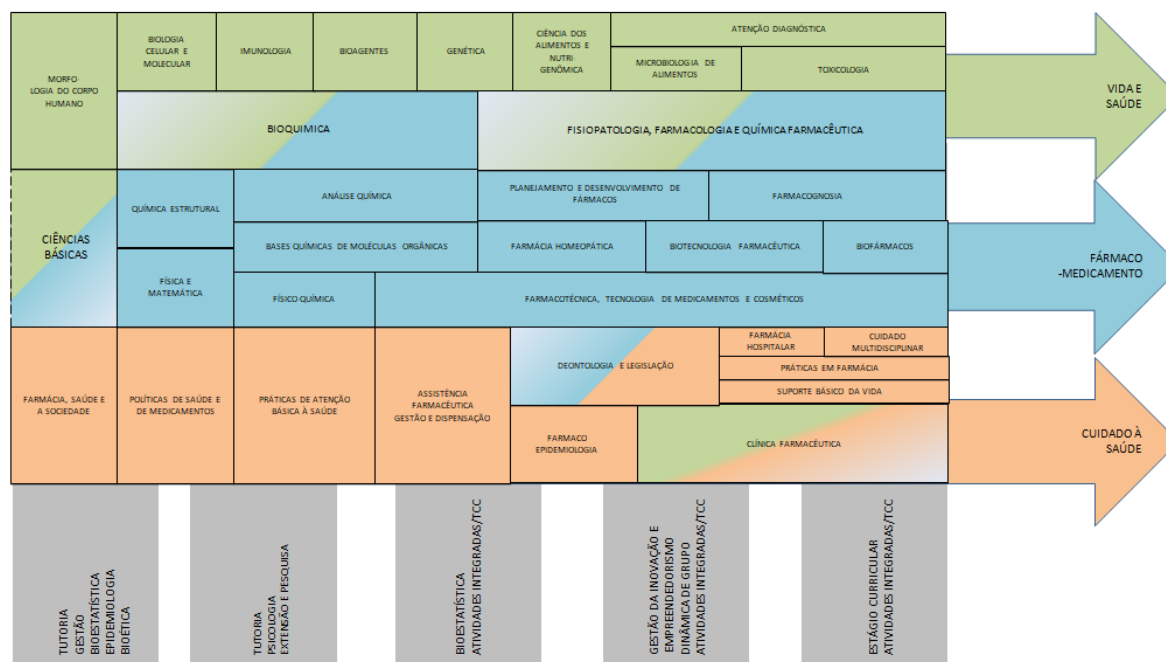 MORFO
LOGIA DO CORPO
HUMANO
BIOLOGIA
CELULAR E
MOLECULAR
IMUNOLOGIA
BIOAGENTES
GENÉTICA
CIÊNCIA DOS
ALIMENTOS E
NUTRI
GENÔMICA
ATENÇÃO DIAGNÓSTICA
MICROBIOLOGIA DE
ALIMENTOS
TOXICOLOGIA
VIDA E
SAÚDE
BIOQUIMICA
FISIOPATOLOGIA, FARMACOLOGIA E QUÍMICA FARMACÊUTICA
CIÊNCIAS
BÁSICAS
QUÍMICA ESTRUTURAL
ANÁLISE QUÍMICA
PLANEJAMENTO E DESENVOLVIMENTO DE
FÁRMACOS
FARMACOGNOSIA
BASES QUÍMICAS DE MOLÉCULAS ORGÂNICAS
FARMÁCIA HOMEOPÁTICA
BIOTECNOLOGIA FARMACÊUTICA
BIOFÁRMACOS
FÁRMACO
-MEDICAMENTO
FÍSICA E
MATEMÁTICA
FÍSICO QUÍMICA
FARMACOTÉCNICA, TECNOLOGIA DE MEDICAMENTOS E COSMÉTICOS
FARMÁCIA, SAÚDE E
A SOCIEDADE
POLÍTICAS DE SAÚDE E
DE MEDICAMENTOS
PRÁTICAS DE ATENÇÃO
BÁSICA À SAÚDE
ASSISTÊNCIA
FARMACÊUTICA
GESTÃO E DISPENSAÇÃO
DEONTOLOGIA E LEGISLAÇÃO
FARMÁCIA
HOSPITALAR
CUIDADO
MULTIDISCIPLINAR
PRÁTICAS EM FARMÁCIA
SUPORTE BÁSICO DA VIDA
FARMACO
EPIDEMIOLOGIA
CLÍNICA FARMACÊUTICA
CUIDADO À
SAÚDE
TUTORIA
GESTÃO
BIOESTATÍSTICA
EPIDEMIOLOGIA
BIOÉTICA
TUTORIA
PSICOLOGIA
EXTENSÃO E PESQUISA
BIOESTATÍSTICA
ATIVIDADES INTEGRADAS/TCC
GESTÃO DA INOVAÇÃO E
EMPREENDEDORISMO
DINÂMICA DE GRUPO
ATIVIDADES INTEGRADAS/TCC
ESTÁGIO CURRICULAR
ATIVIDADES INTEGRADAS/TCC